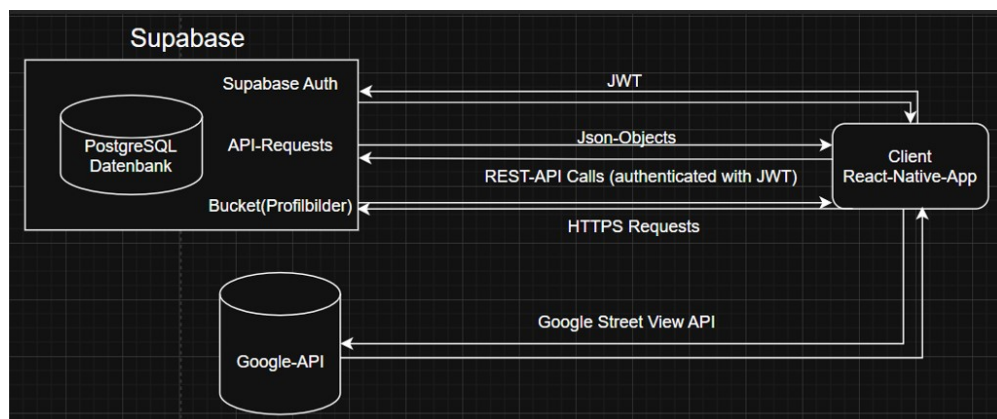 Supabase
Supabase Auth
JWT
PostgreSQL
Datenbank
API-Requests
Json-Objects
Client
React-Native-App
REST-API Calls (authenticated with JWT)
Bucket(Profilbilder)
HTTPS Requests
Google Street View API
Google-API